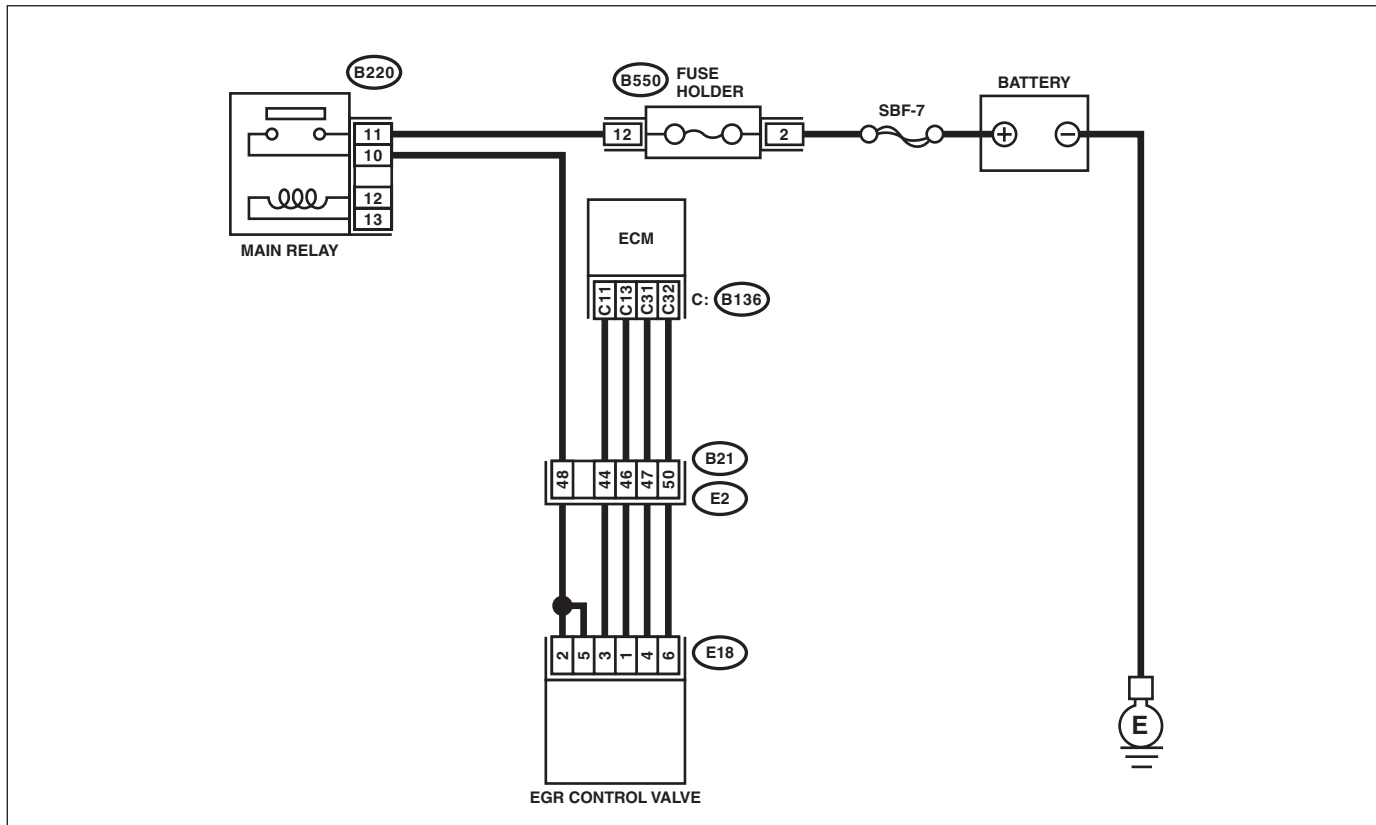 B220
B550
FUSE
HOLDER
BATTERY
SBF-7
11
10
12
13
12
2
+
−
MAIN RELAY
ECM
C11
C13
C31
C32
C: B136
48
44
46
47
50
B21
E2
2
5
3
1
4
6
E18
E
EGR CONTROL VALVE